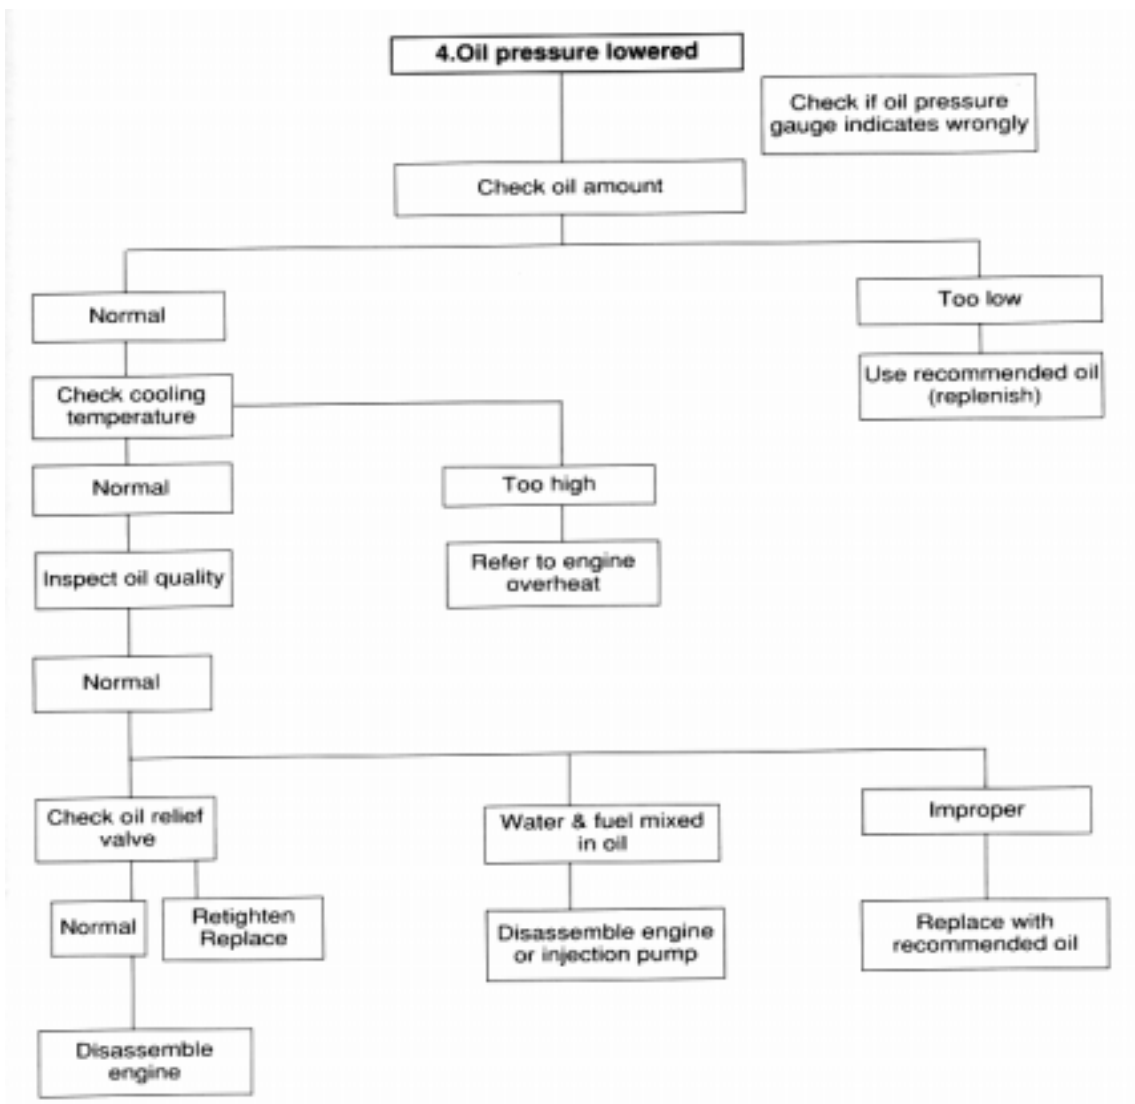 4.Oil pressure lowered
Check if oil pressure
gauge indicates wrongly
Check oil amount
Normal
Too low
Check cooling
temperature
Use recommended oil
(replenish)
Normal
Too high
Inspect oil quality
Refer to engine
overheat
Normal
Check oil relief
valve
Water & fuel mixed
in oil
Improper
Normal
Retighten
Replace
Disassemble engine
or injection pump
Replace with
recommended oil
Disassemble
engine